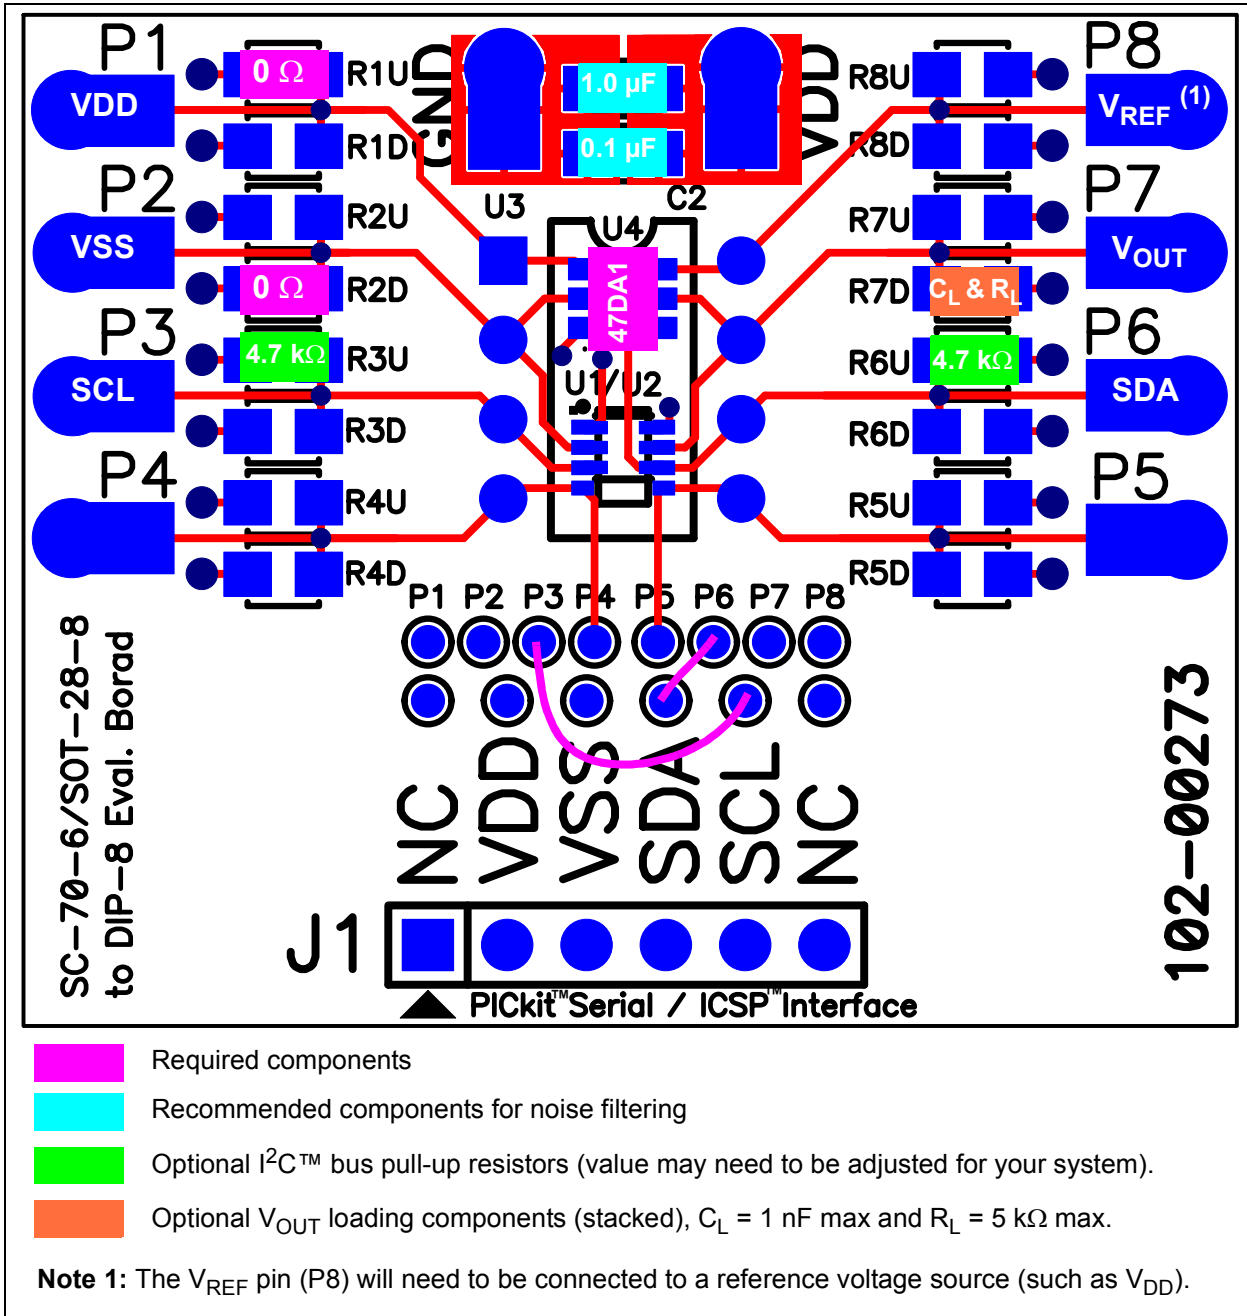 P1
VDD
0 Ω
R1U
R1D
GND
1.0 µF
0.1 µF
VDD
R8U
R8D
P8
VREF (1)
P2
VSS
R2U
0 Ω
R2D
U3
C2
U4
47DA1
R7U
CL & RL
R7D
P7
VOUT
P3
SCL
4.7 kΩ
R3U
R3D
U1/U2
R6U
4.7 kΩ
R6D
P6
SDA
P4
R4U
R4D
R5U
R5D
P5
P1 P2 P3 P4 P5 P6 P7 P8
NC VDD VSS SDA SCL NC
SC-70-6/SOT-28-8
to DIP-8 Eval. Borad
102-00273
J1
PICkit™ Serial / ICSP™ Interface
Required components
Recommended components for noise filtering
Optional I²C™ bus pull-up resistors (value may need to be adjusted for your system).
Optional VOUT loading components (stacked), CL = 1 nF max and RL = 5 kΩ max.
Note 1: The VREF pin (P8) will need to be connected to a reference voltage source (such as VDD).